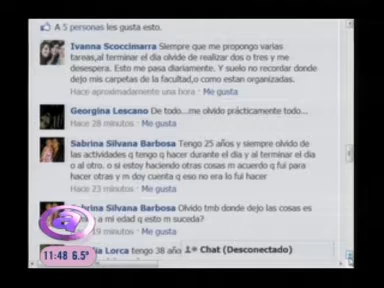 A 5 personas les gusta esto.
Ivanna Scoccimarra Siempre que me propongo varias
tareas,al terminar el dia olvide de realizar dos o tres y me
desespera. Esto me pasa diariamente. Y suelo no recordar donde
dejo mis carpetas de la facultad,o como estan organizadas.
Hace aproximadamente una hora · Me gusta
Georgina Lescano De todo...me olvido prácticamente todo...
Hace 28 minutos · Me gusta
Sabrina Silvana Barbosa Tengo 25 años y siempre olvido de
las actividades q tengo q hacer durante el dia y al terminar el dia
o al otro. o si estoy haciendo otras cosas m acuerdo q fui para
hacer otras y m doy cuenta q eso no era lo fui hacer
Hace 23 minutos · Me gusta
Sabrina Silvana Barbosa Olvido tmb donde dejo las cosas es
a mi edad q esto m suceda?
minutos · Me gusta
Lorca tengo 38 año
Chat (Desconectado)
11:48 6.5°